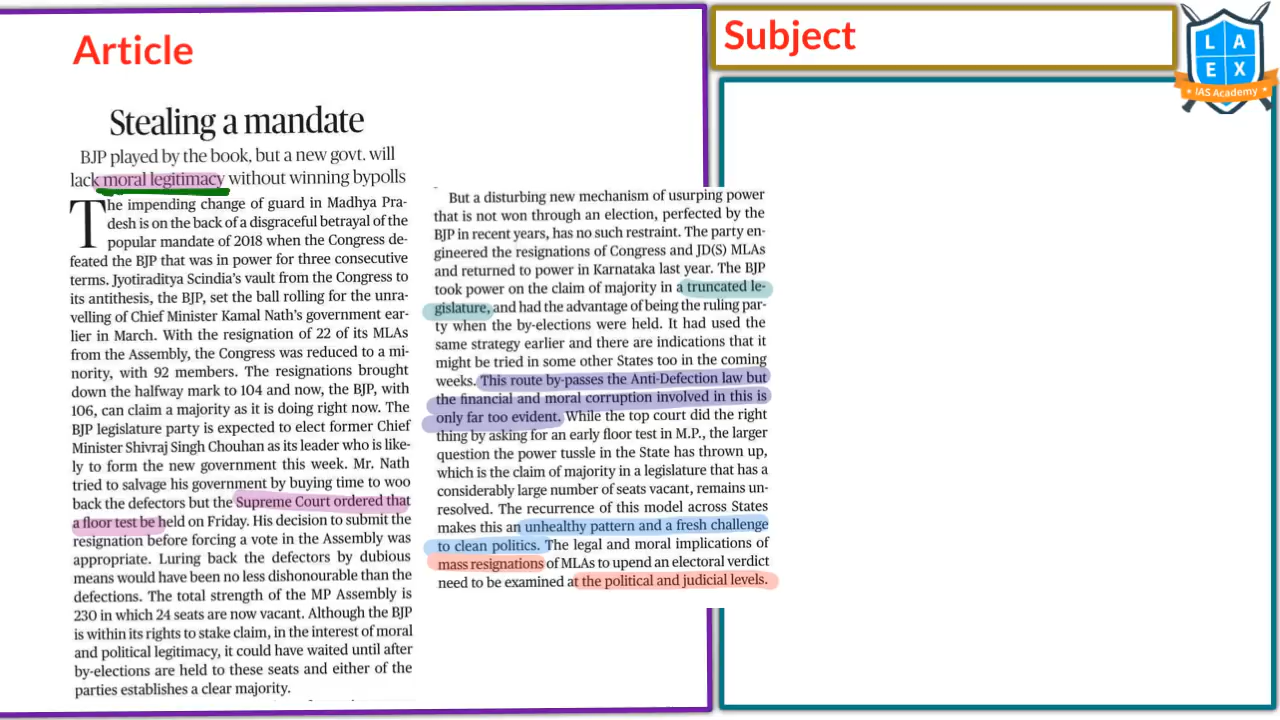 Article
Stealing a mandate
BJP played by the book, but a new govt. will
lack moral legitimacy without winning bypolls
The impending change of guard in Madhya Pra-
desh is on the back of a disgraceful betrayal of the
popular mandate of 2018 when the Congress de-
feated the BJP that was in power for three consecutive
terms. Jyotiraditya Scindia's vault from the Congress to
its antithesis, the BJP, set the ball rolling for the unra-
velling of Chief Minister Kamal Nath's government ear-
lier in March. With the resignation of 22 of its MLAs
from the Assembly, the Congress was reduced to a mi-
nority, with 92 members. The resignations brought
down the halfway mark to 104 and now, the BJP, with
106, can claim a majority as it is doing right now. The
BJP legislature party is expected to elect former Chief
Minister Shivraj Singh Chouhan as its leader who is like-
ly to form the new government this week. Mr. Nath
tried to salvage his government by buying time to woo
back the defectors but the Supreme Court ordered that
a floor test be held on Friday. His decision to submit the
resignation before forcing a vote in the Assembly was
appropriate. Luring back the defectors by dubious
means would have been no less dishonourable than the
defections. The total strength of the MP Assembly is
230 in which 24 seats are now vacant. Although the BJP
is within its rights to stake claim, in the interest of moral
and political legitimacy, it could have waited until after
by-elections are held to these seats and either of the
parties establishes a clear majority.
But a disturbing new mechanism of usurping power
that is not won through an election, perfected by the
BJP in recent years, has no such restraint. The party en-
gineered the resignations of Congress and JD(S) MLAs
and returned to power in Karnataka last year. The BJP
took power on the claim of majority in a truncated le-
gislature, and had the advantage of being the ruling par-
ty when the by-elections were held. It had used the
same strategy earlier and there are indications that it
might be tried in some other States too in the coming
weeks. This route by-passes the Anti-Defection law but
the financial and moral corruption involved in this is
only far too evident. While the top court did the right
thing by asking for an early floor test in M.P., the larger
question the power tussle in the State has thrown up,
which is the claim of majority in a legislature that has a
considerably large number of seats vacant, remains un-
resolved. The recurrence of this model across States
makes this an unhealthy pattern and a fresh challenge
to clean politics. The legal and moral implications of
mass resignations of MLAs to upend an electoral verdict
need to be examined at the political and judicial levels.
Subject
L A
E X
IAS Academy